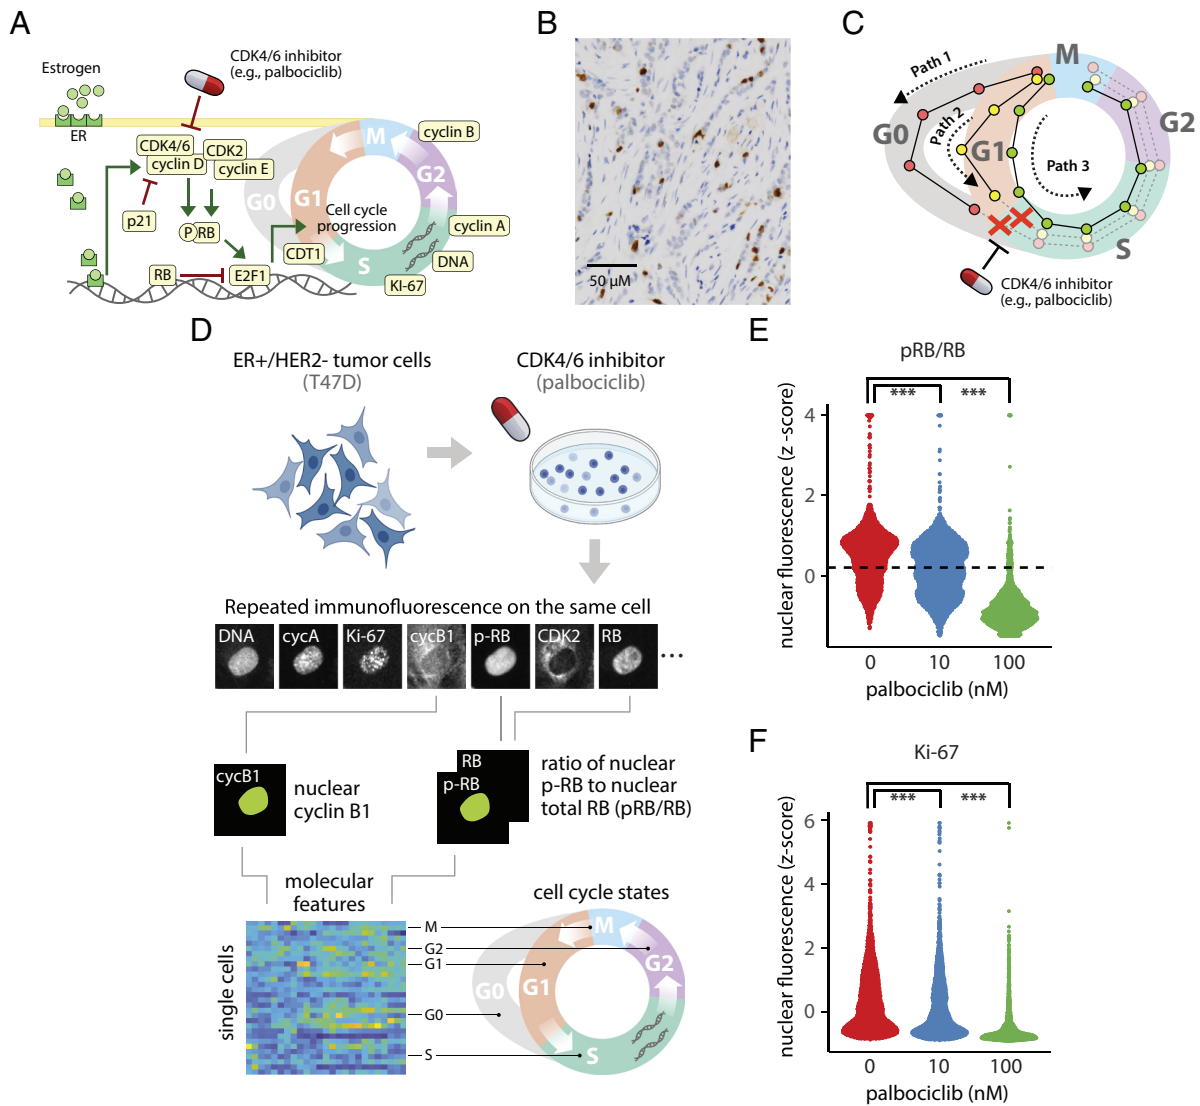 A
CDK4/6 inhibitor
(e.g., palbociclib)
Estrogen
ER
CDK4/6
cyclin D
CDK2
cyclin E
p21
P
RB
RB
E2F1
CDT1
Cell cycle
progression
G0
G1
M
G2
S
cyclin B
cyclin A
DNA
KI-67
B
50 µM
C
Path 1
Path 2
Path 3
G0
G1
M
G2
S
CDK4/6 inhibitor
(e.g., palbociclib)
D
ER+/HER2- tumor cells
(T47D)
CDK4/6 inhibitor
(palbociclib)
Repeated immunofluorescence on the same cell
DNA
cycA
Ki-67
cycB1
p-RB
CDK2
RB
...
cycB1
nuclear
cyclin B1
RB
p-RB
ratio of nuclear
p-RB to nuclear
total RB (pRB/RB)
molecular
features
single cells
M
G2
G1
G0
S
cell cycle states
M
G2
G1
G0
S
E
pRB/RB
***
***
nuclear fluorescence (z -score)
4
2
0
0
10
100
palbociclib (nM)
F
Ki-67
***
***
nuclear fluorescence (z-score)
6
4
2
0
0
10
100
palbociclib (nM)